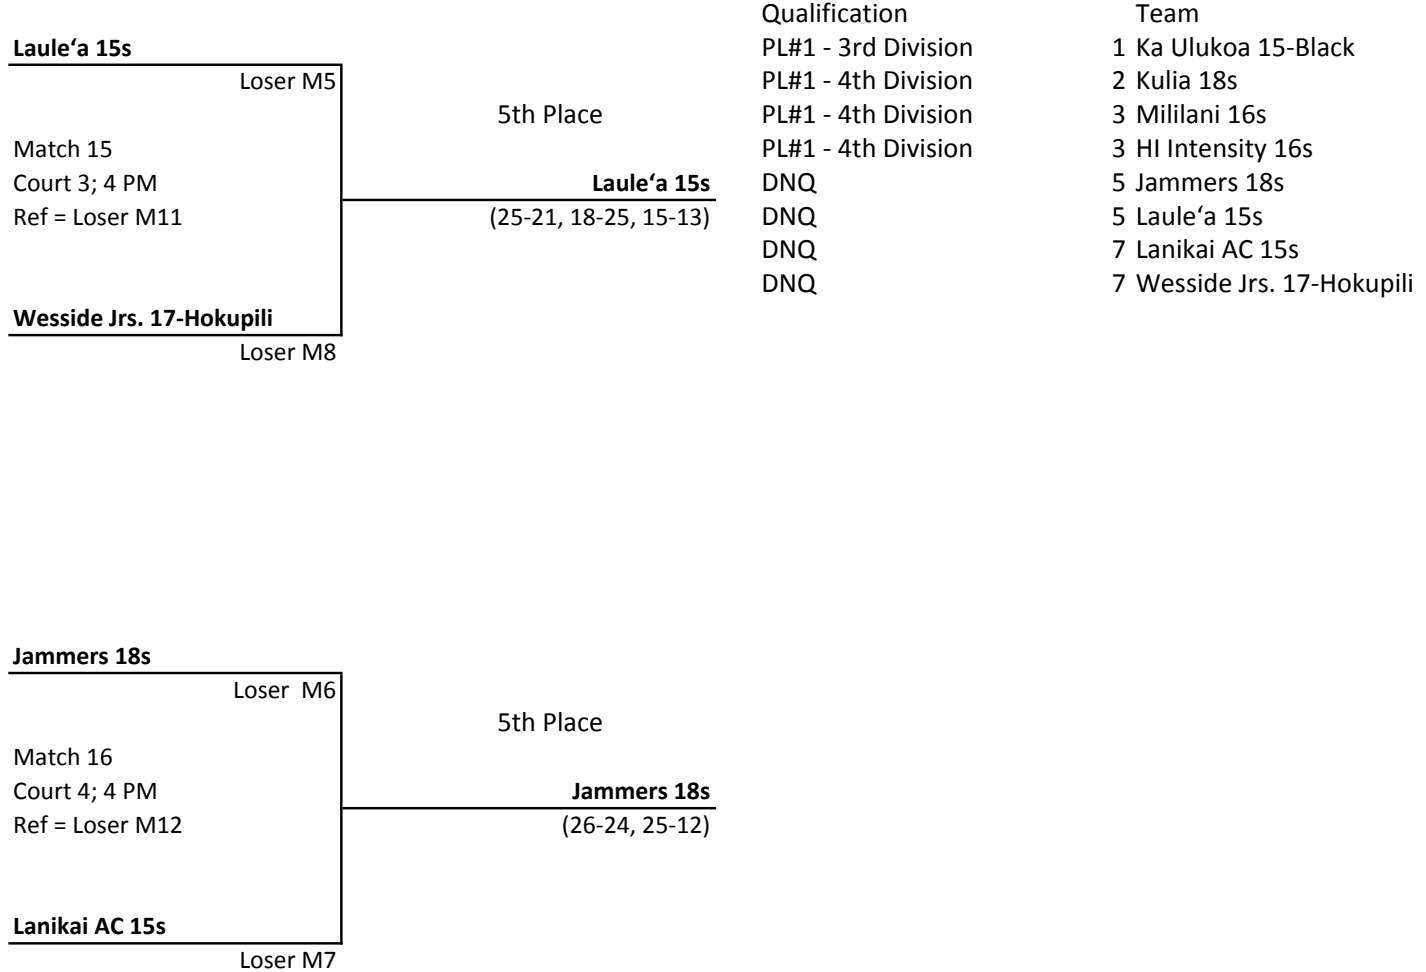 Qualification Team
Laule‘a 15s PL#1 - 3rd Division 1 Ka Ulukoa 15-Black
Loser M5 PL#1 - 4th Division 2 Kulia 18s
5th Place PL#1 - 4th Division 3 Mililani 16s
Match 15 PL#1 - 4th Division 3 HI Intensity 16s
Court 3; 4 PM Laule‘a 15s DNQ 5 Jammers 18s
Ref = Loser M11 (25-21, 18-25, 15-13) DNQ 5 Laule‘a 15s
DNQ 7 Lanikai AC 15s
DNQ 7 Wesside Jrs. 17-Hokupili
Wesside Jrs. 17-Hokupili
Loser M8
Jammers 18s
Loser  M6
5th Place
Match 16
Court 4; 4 PM Jammers 18s
Ref = Loser M12 (26-24, 25-12)
Lanikai AC 15s
Loser M7